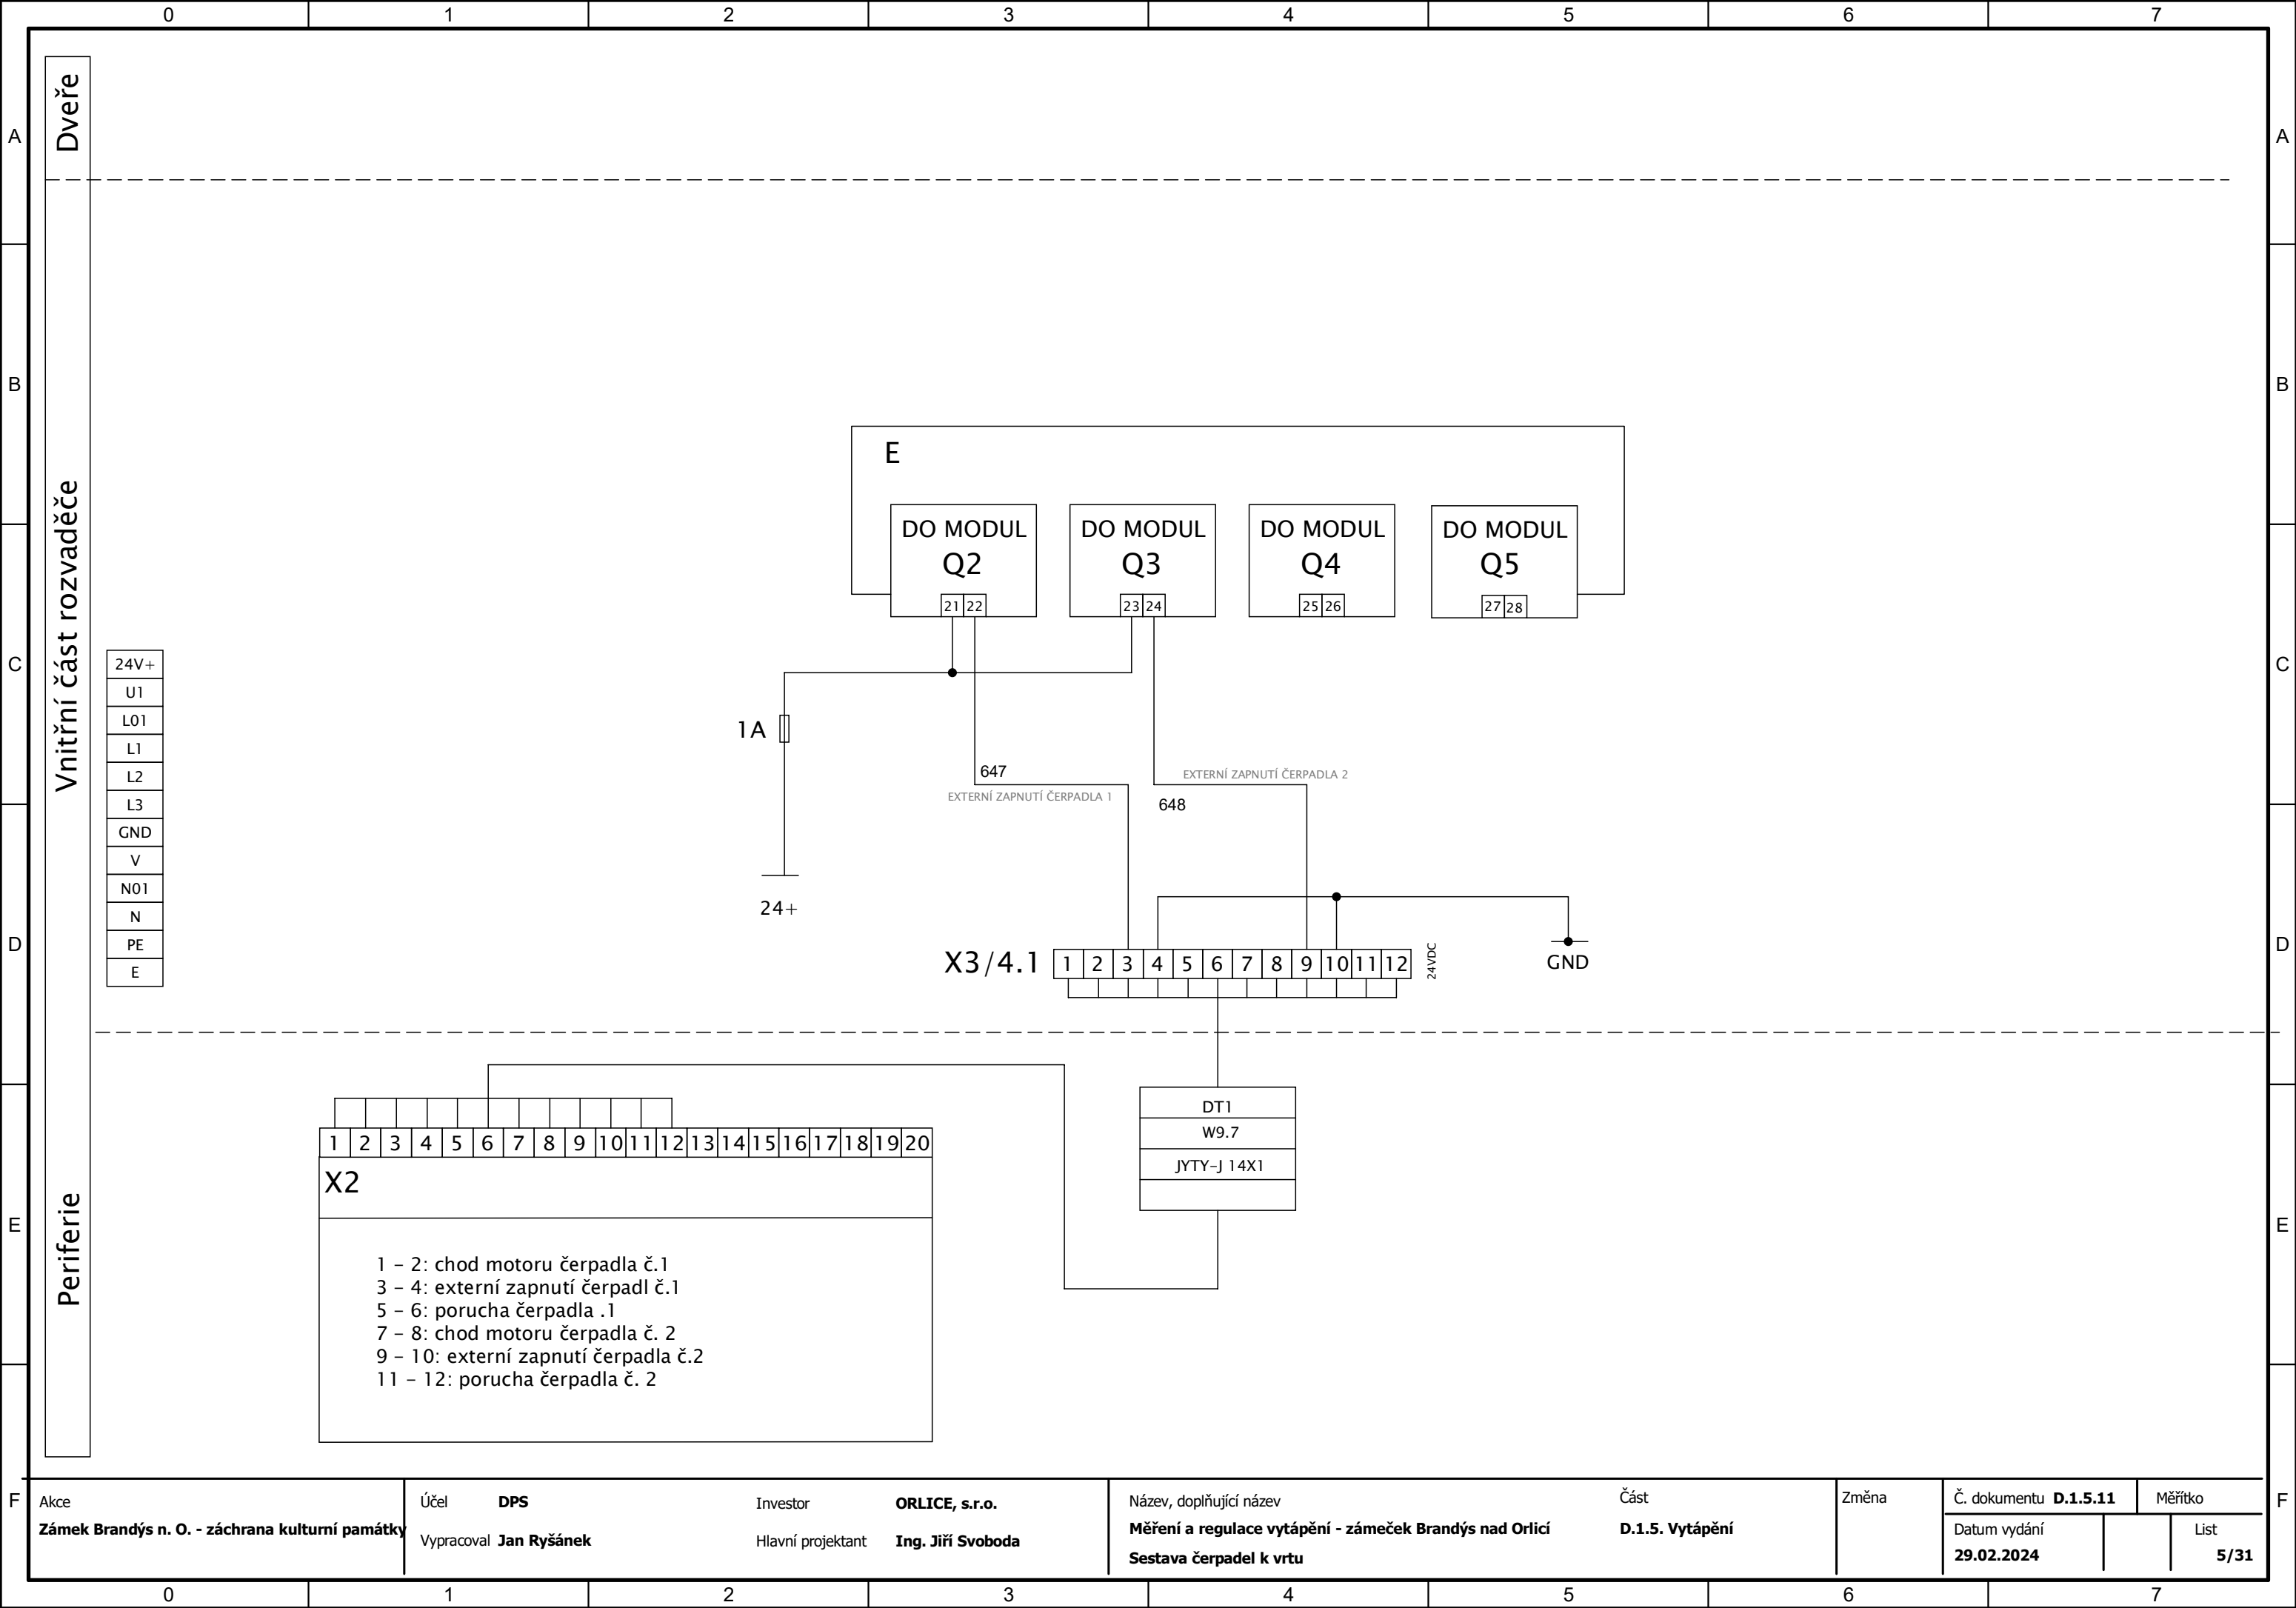 0 1 2 3 4 5 6 7
A A
Dveře
B B
Vnitřní část rozvaděče
E
DO MODUL DO MODUL DO MODUL DO MODUL
Q2 Q3 Q4 Q5
21 22 23 24 25 26 27 28
C C
24V+
U1
L01
L1
L2
L3
GND
V
N01
N
PE
E
1A
647
EXTERNÍ ZAPNUTÍ ČERPADLA 1
EXTERNÍ ZAPNUTÍ ČERPADLA 2
648
24+
D D
X3/4.1 1 2 3 4 5 6 7 8 9 10 11 12
24VDC
GND
Periferie
DT1
W9.7
JYTY-J 14X1
1 2 3 4 5 6 7 8 9 10 11 12 13 14 15 16 17 18 19 20
X2
E E
1 - 2: chod motoru čerpadla č.1
3 - 4: externí zapnutí čerpadl č.1
5 - 6: porucha čerpadla .1
7 - 8: chod motoru čerpadla č. 2
9 - 10: externí zapnutí čerpadla č.2
11 - 12: porucha čerpadla č. 2
F F
Akce
Zámek Brandýs n. O. - záchrana kulturní památky
Účel DPS
Vypracoval Jan Ryšánek
Investor ORLICE, s.r.o.
Hlavní projektant Ing. Jiří Svoboda
Název, doplňující název
Měření a regulace vytápění - zámeček Brandýs nad Orlicí
Sestava čerpadel k vrtu
Část
D.1.5. Vytápění
Změna
Č. dokumentu D.1.5.11
Měřítko
Datum vydání
29.02.2024
List
5/31
0 1 2 3 4 5 6 7